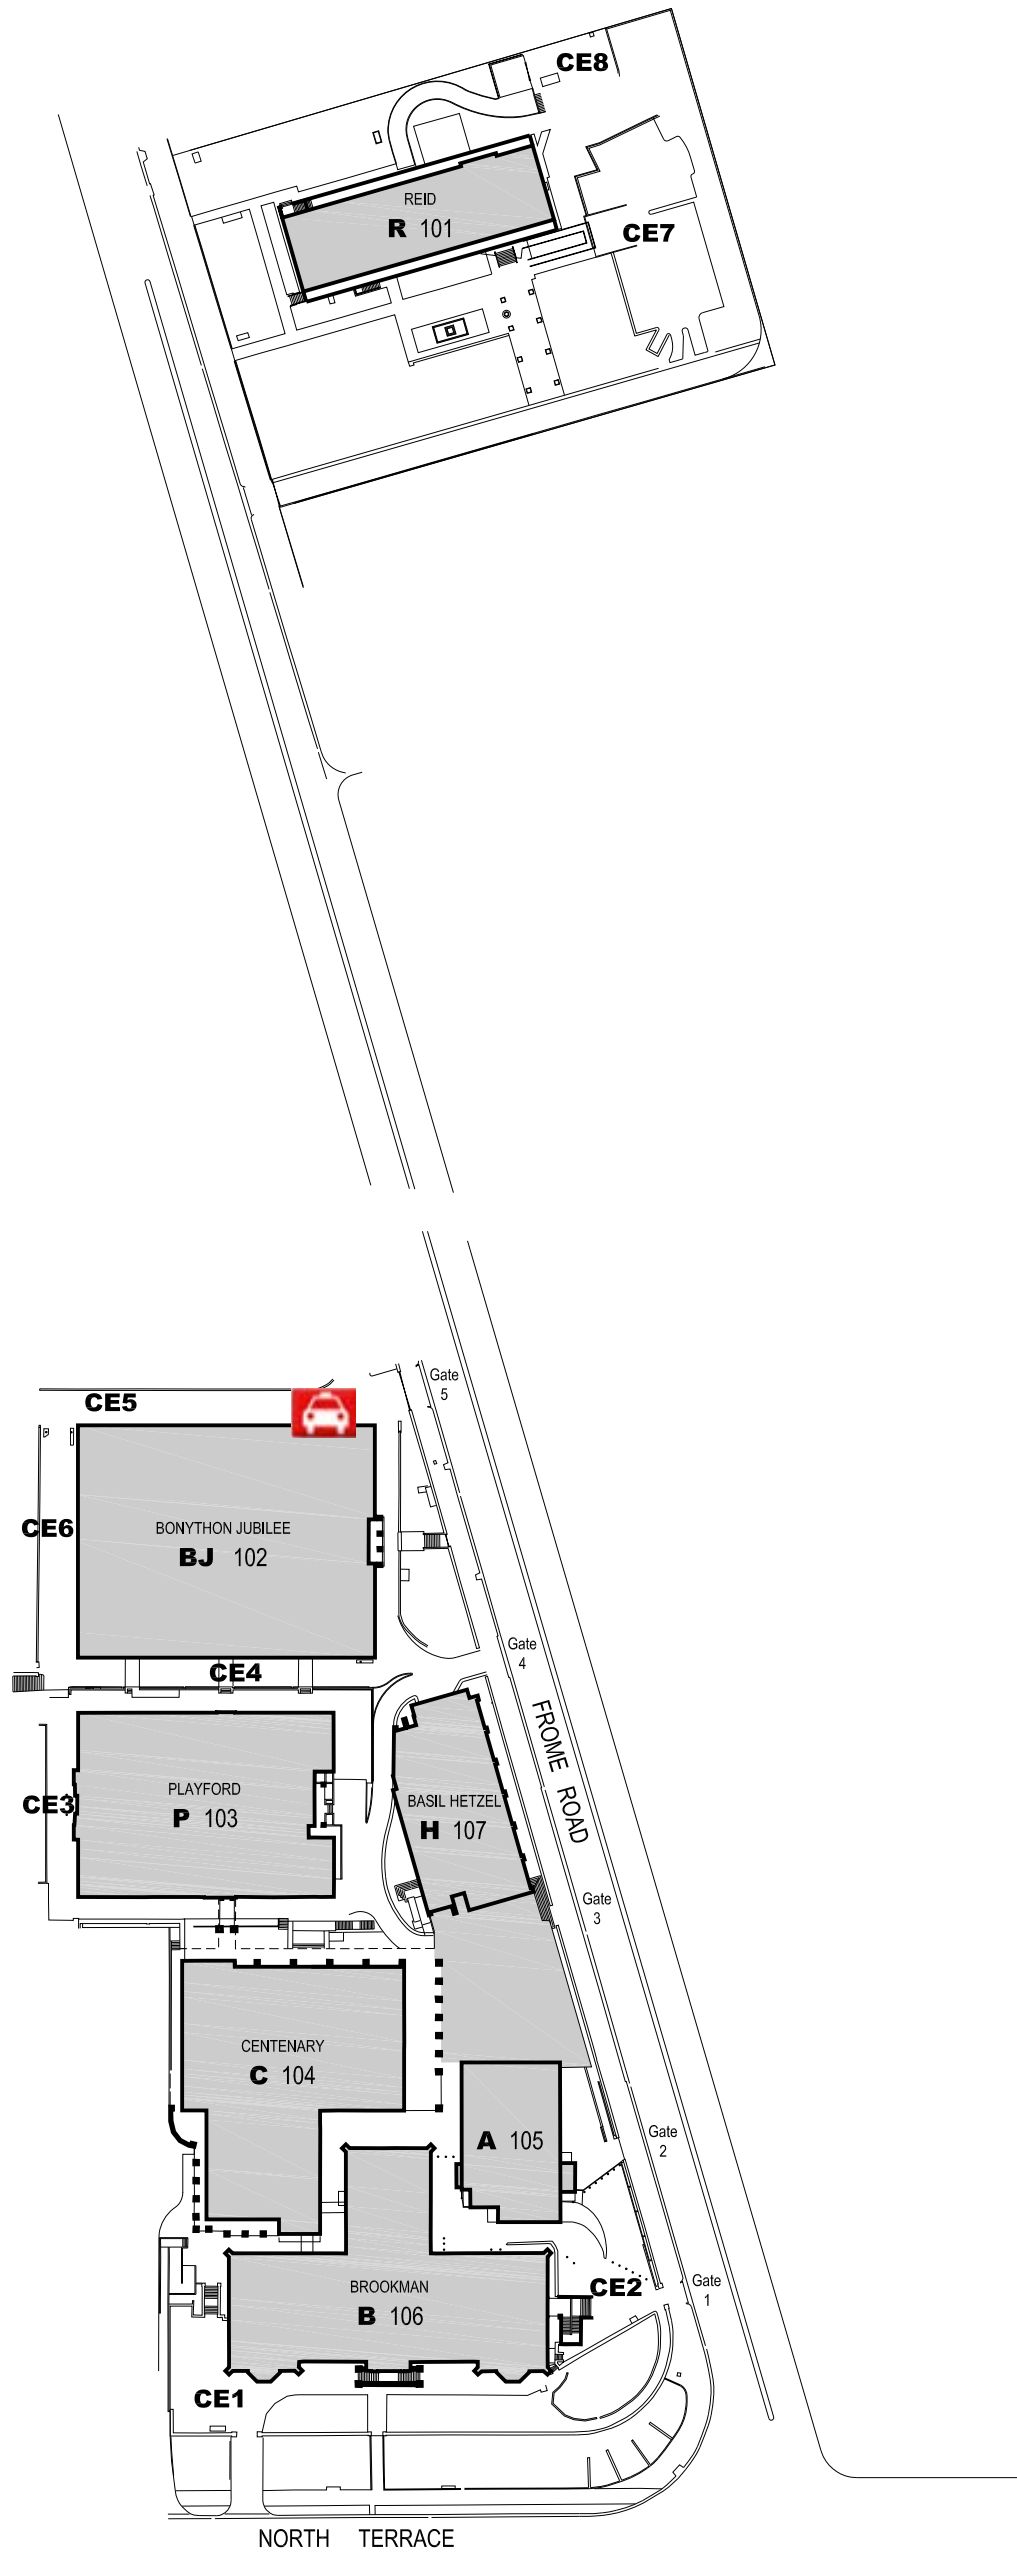 CE8
REID
R 101
CE7
Gate
5
CE5
CE6
BONYTHON JUBILEE
BJ 102
Gate
4
CE4
FROME ROAD
PLAYFORD
P 103
CE3
BASIL HETZEL
H 107
Gate
3
CENTENARY
C 104
A 105
Gate
2
CE2
Gate
1
BROOKMAN
B 106
CE1
NORTH TERRACE